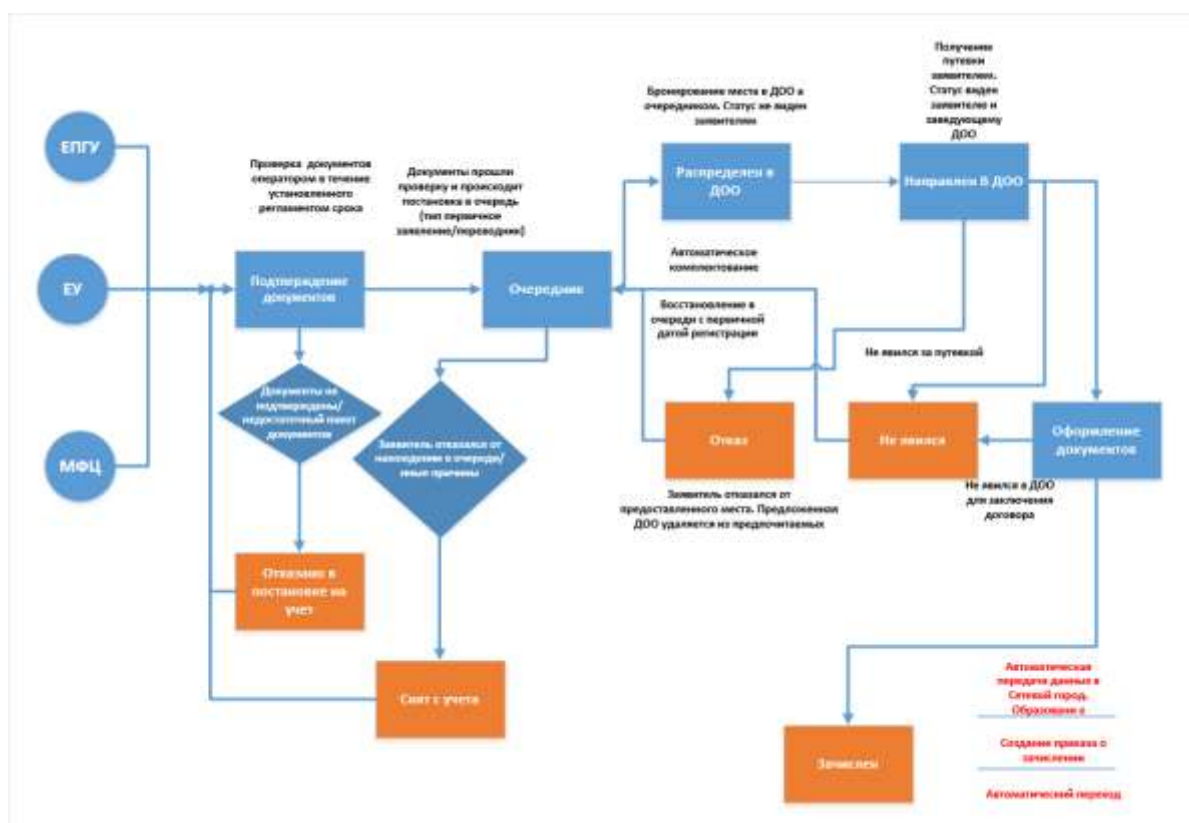 ЕПГУ
ЕУ
МФЦ
Проверка документов
оператором в течение
установленного
регламентом срока
Подтверждение
документов
Документы не
подтверждены/
недостаточный пакет
документов
Отказано в
постановке на
учет
Документы прошли
проверку и происходит
постановка в очередь
(тип первичное
заявление/переводник)
Очередник
Заявитель отказался от
нахождения в очереди/
иные причины
Снят с учета
Бронирование места в ДОО а
очередником. Статус не виден
заявителям
Распределен в
ДОО
Автоматическое
комплектование
Восстановление в
очереди с первичной
датой регистрации
Получение
путевки
заявителем.
Статус виден
заявителю и
заведующему
ДОО
Направлен В ДОО
Не явился за путевкой
Отказ
Заявитель отказался от
предоставленного места. Предложенная
ДОО удаляется из предпочитаемых
Не явился
Оформление
документов
Не явился в ДОО
для заключения
договора
Зачислен
Автоматическая
передача данных в
Сетевой город.
Образовани е
Создание приказа о
зачислении
Автоматический переход